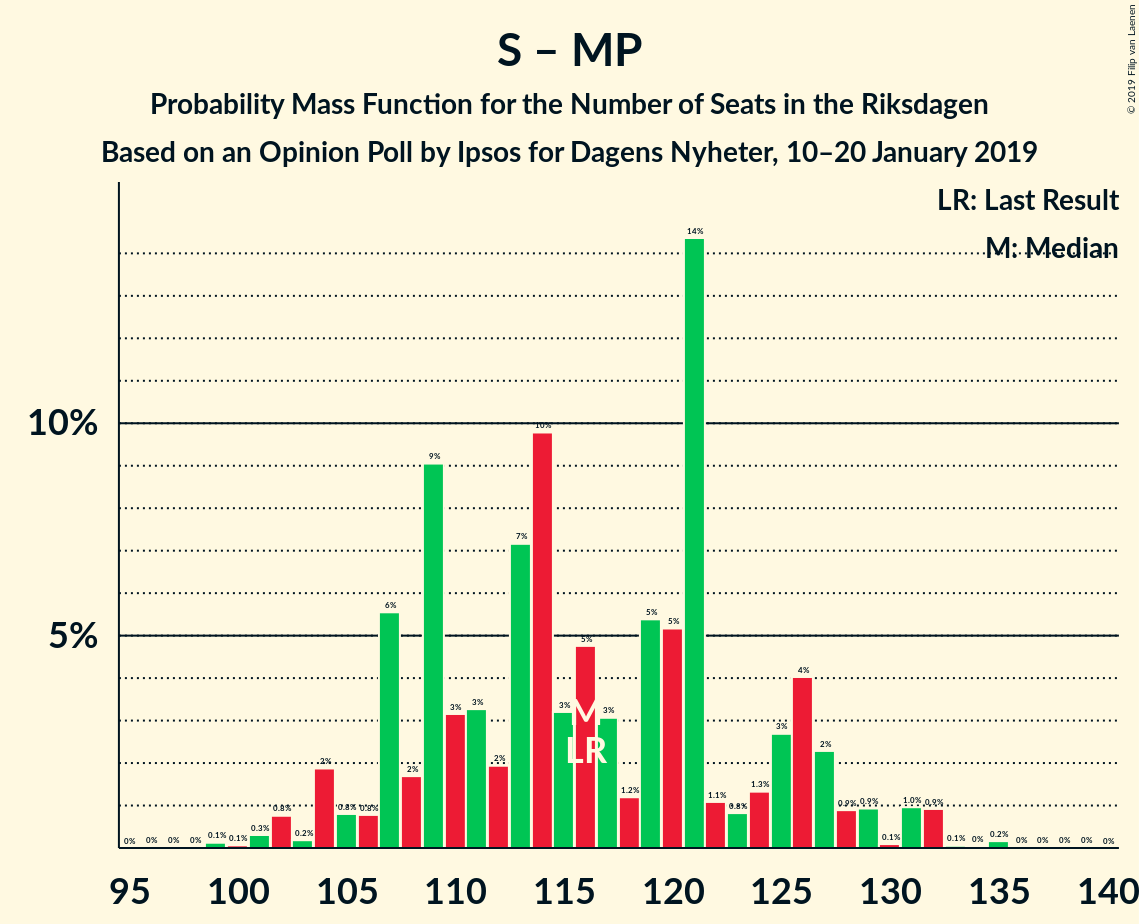 S – MP
Probability Mass Function for the Number of Seats in the Riksdagen
Based on an Opinion Poll by Ipsos for Dagens Nyheter, 10–20 January 2019
© 2019 Filip van Laenen
LR: Last Result
M: Median
10%
5%
0% 0% 0% 0% 0.1% 0.1% 0.3% 0.8% 0.2% 2% 0.8% 0.8% 6% 2% 9% 3% 3% 2% 7% 10% 3% 5% 3% 1.2% 5% 5% 14% 1.1% 0.8% 1.3% 3% 4% 2% 0.9% 0.9% 0.1% 1.0% 0.9% 0.1% 0% 0.2% 0% 0% 0% 0% 0%
M
LR
95 100 105 110 115 120 125 130 135 140